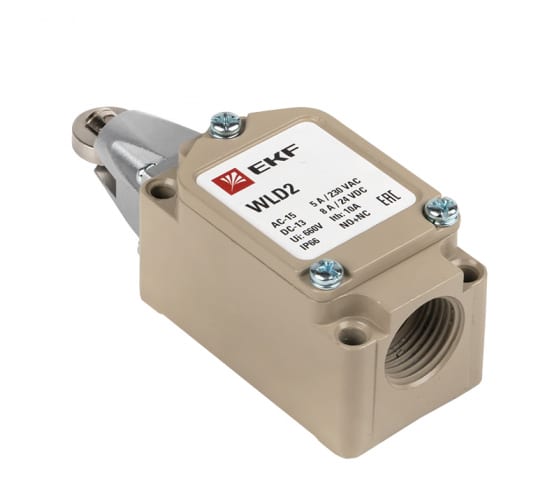 EKF
WLD2
AC-15 5 A / 230 VAC
DC-13 8 A / 24 VDC
Ui: 660V Ith: 10A
IP66 NO+NC
EAC